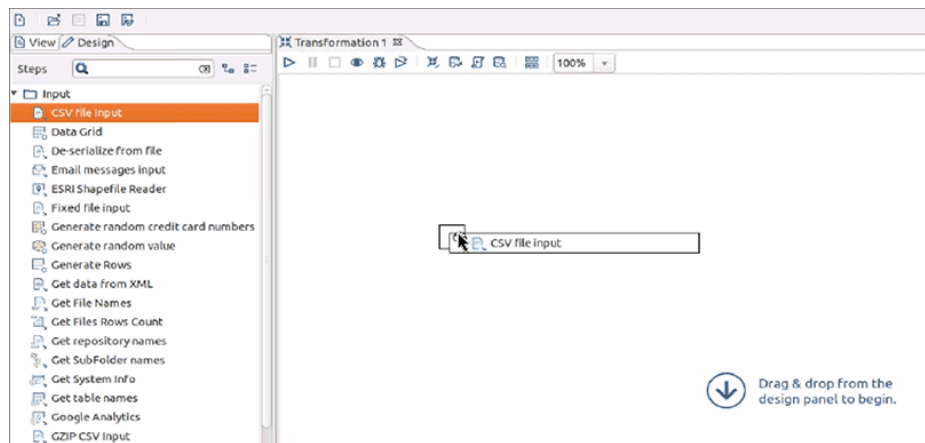 View
Design
Transformation 1
Steps
100%
Input
CSV file input
Data Grid
De-serialize from file
Email messages input
ESRI Shapefile Reader
Fixed file input
Generate random credit card numbers
Generate random value
Generate Rows
Get data from XML
Get File Names
Get Files Rows Count
Get repository names
Get SubFolder names
Get System Info
Get table names
Google Analytics
GZIP CSV Input
CSV file input
Drag & drop from the
design panel to begin.